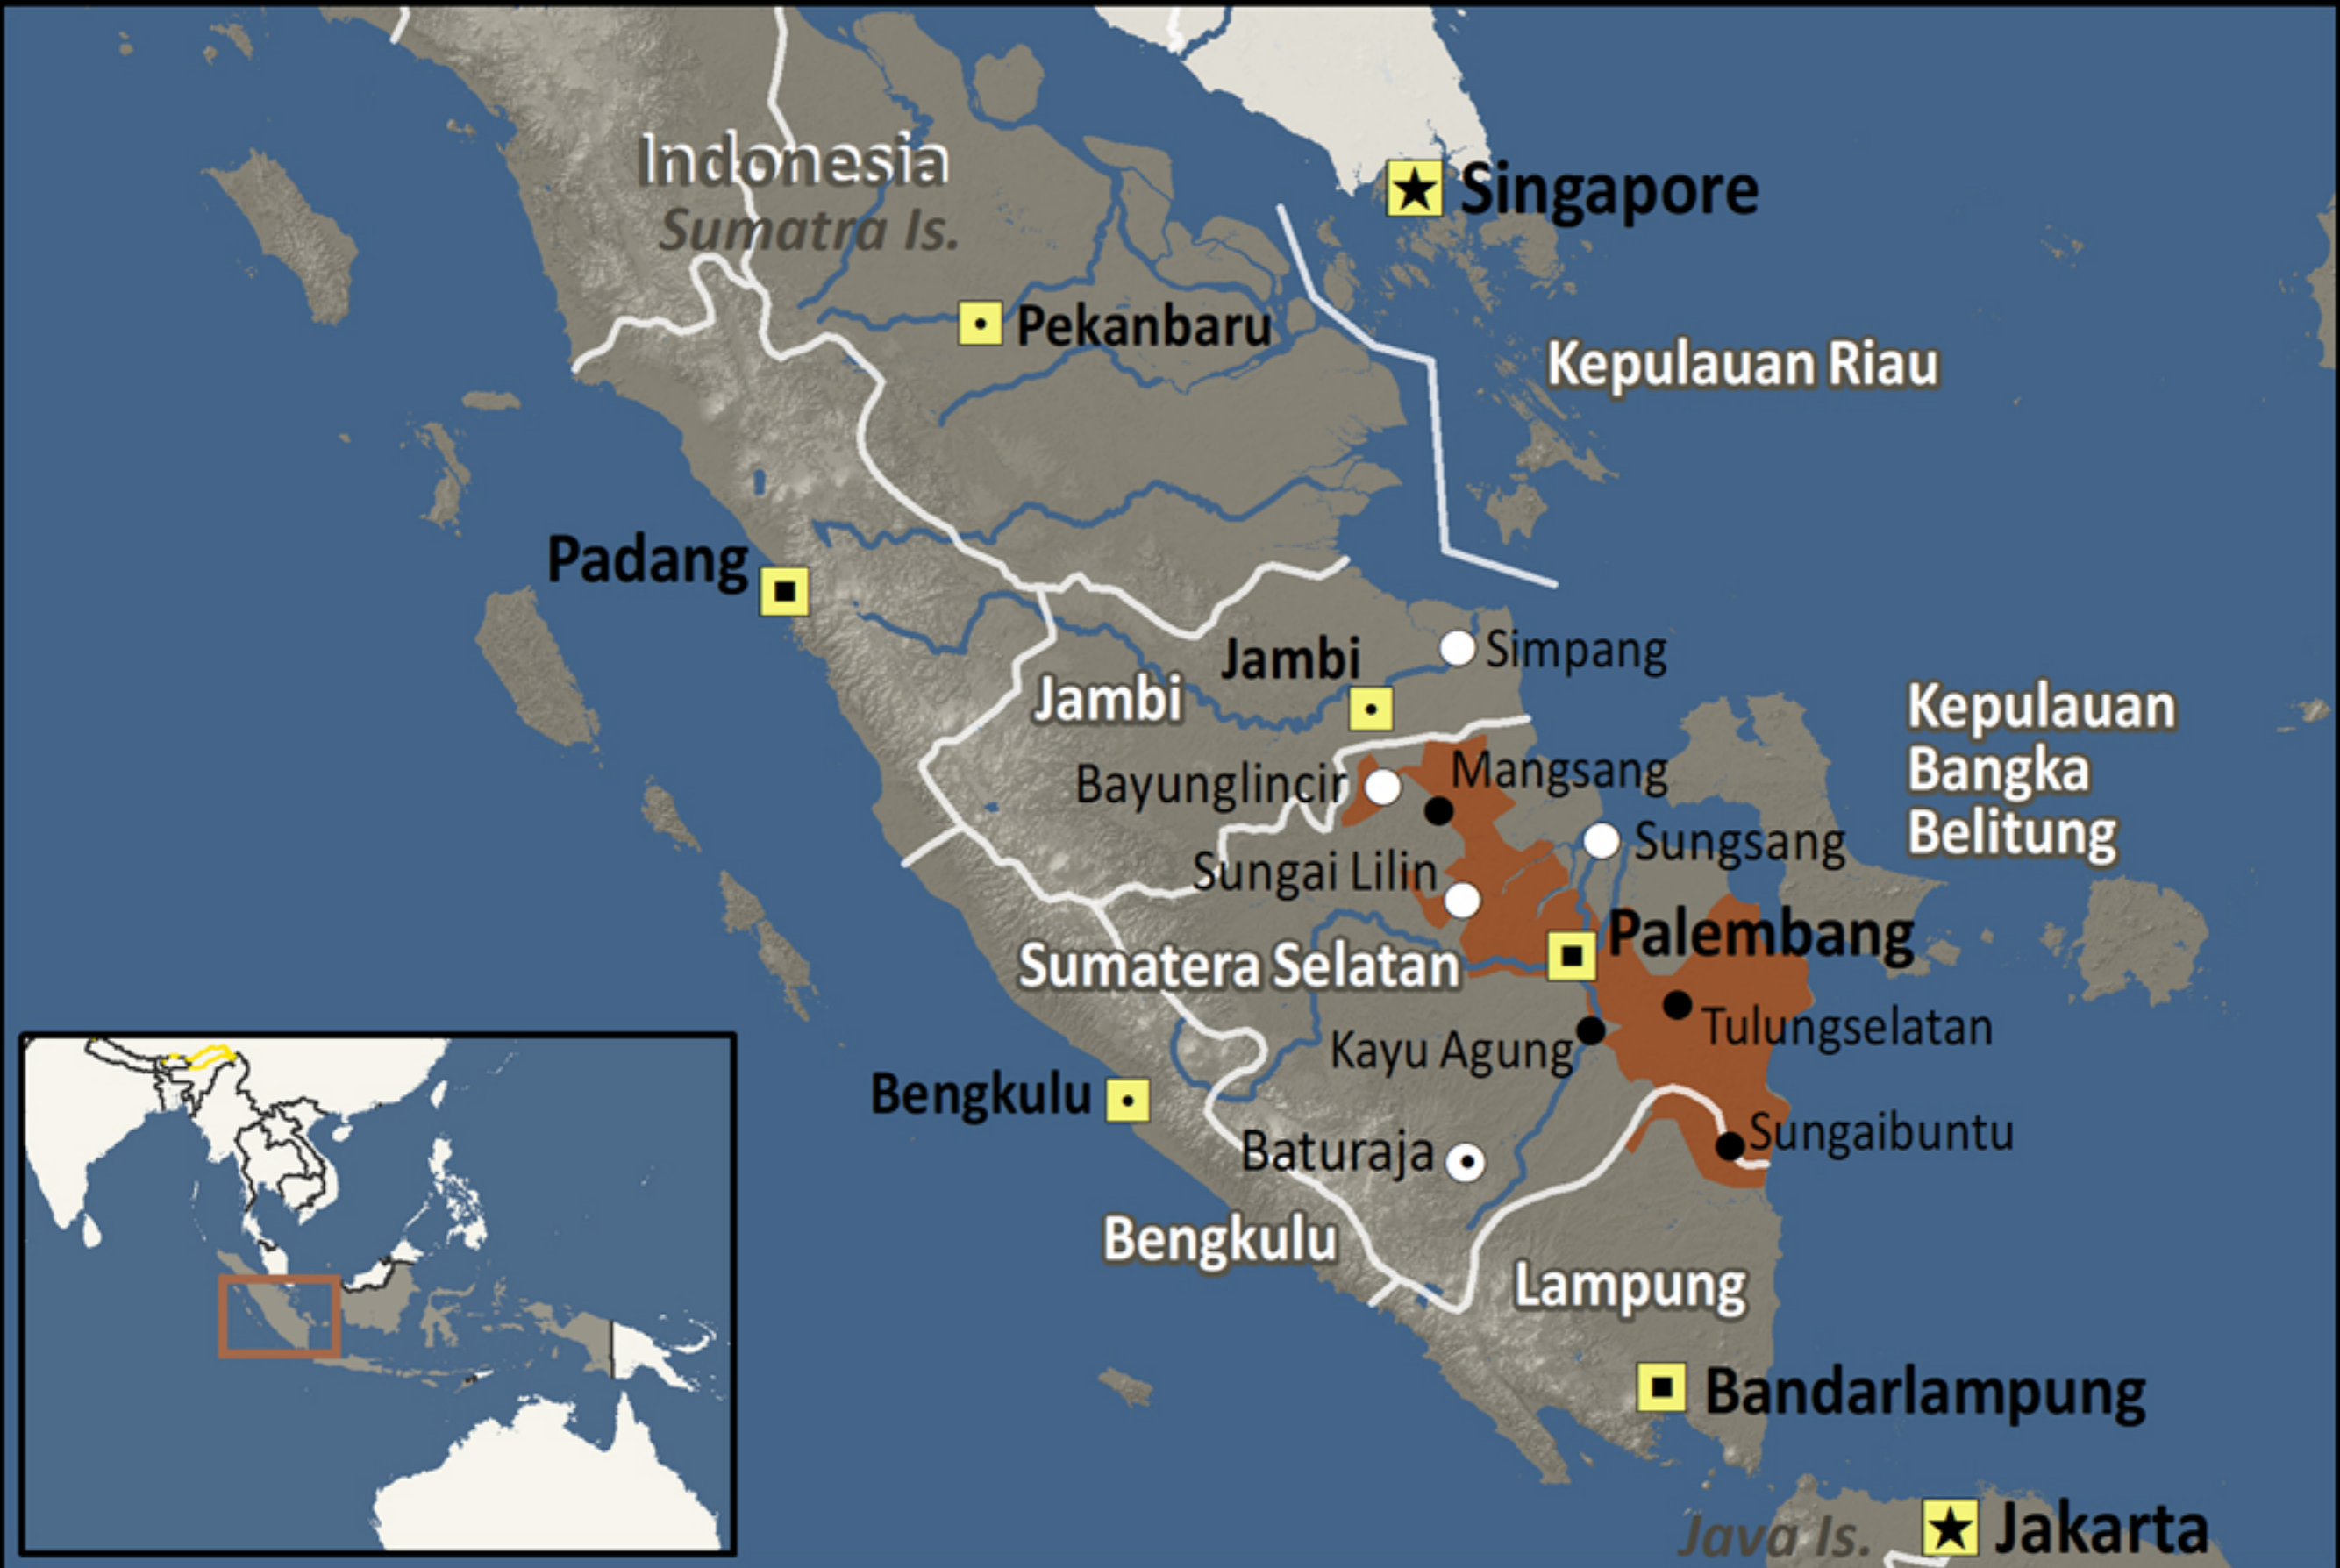 Indonesia
Sumatra Is.
Singapore
Pekanbaru
Kepulauan Riau
Padang
Jambi
Simpang
Jambi
Kepulauan
Bangka
Belitung
Bayunglincir
Mangsang
Sungsang
Sungai Lilin
Palembang
Sumatera Selatan
Tulungselatan
Kayu Agung
Bengkulu
Sungaibuntu
Baturaja
Bengkulu
Lampung
Bandarlampung
Java Is.
Jakarta